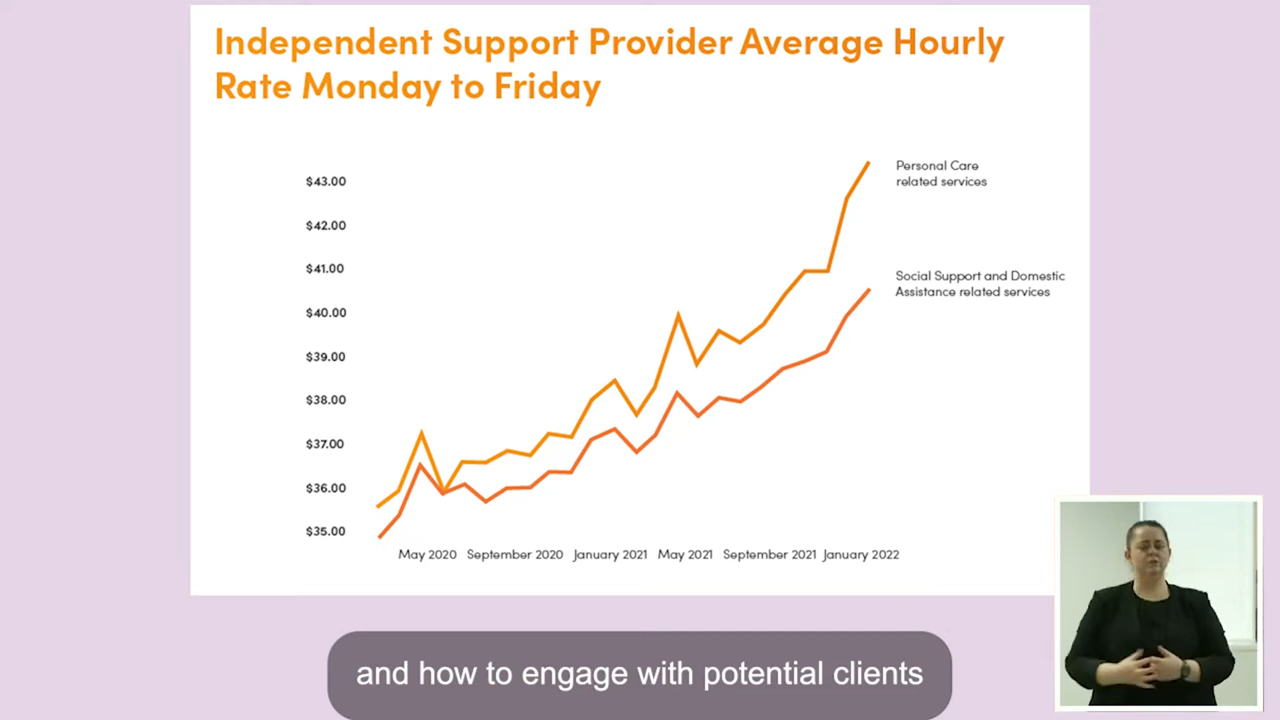 Independent Support Provider Average Hourly
Rate Monday to Friday
$43.00
$42.00
$41.00
$40.00
$39.00
$38.00
$37.00
$36.00
$35.00
Personal Care
related services
Social Support and Domestic
Assistance related services
May 2020 September 2020 January 2021 May 2021 September 2021 January 2022
and how to engage with potential clients